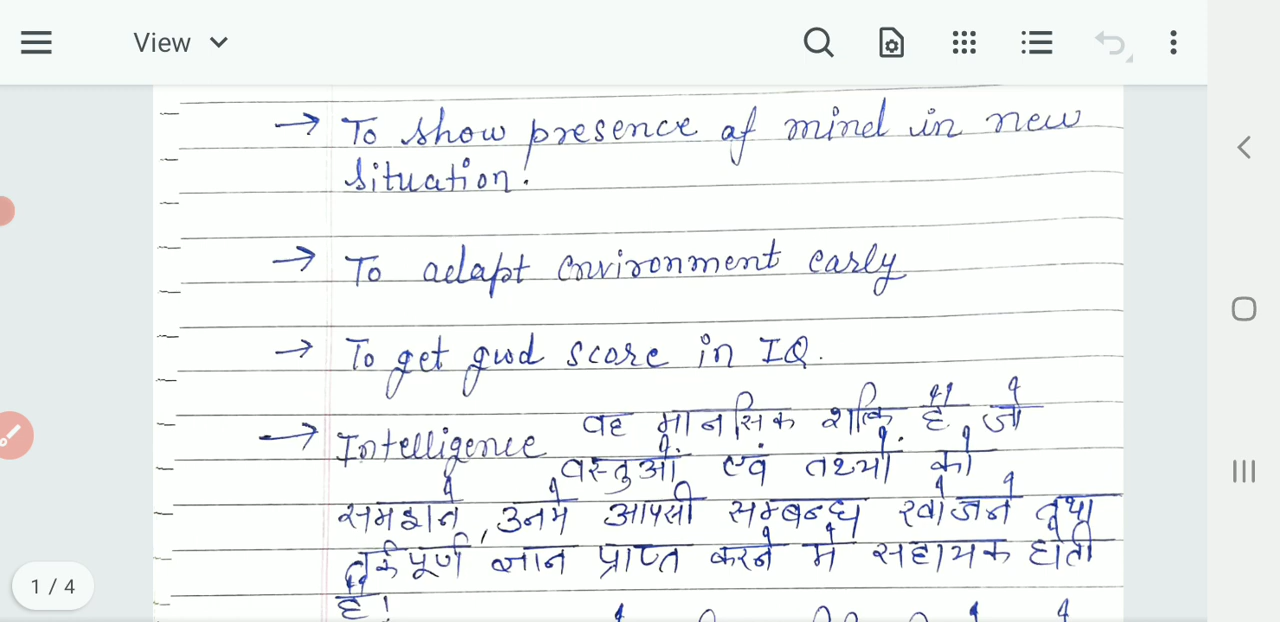 View
→ To show presence of mind in new
situation.
→ To adapt environment early
→ To get good score in IQ.
→ Intelligence वह मानसिक शक्ति है जो
वस्तुओं एवं तथ्यों को
समझने, उनमें आपसी सम्बन्ध खोजने तथा
तर्कपूर्ण ज्ञान प्राप्त करने में सहायक होती
है!
1 / 4